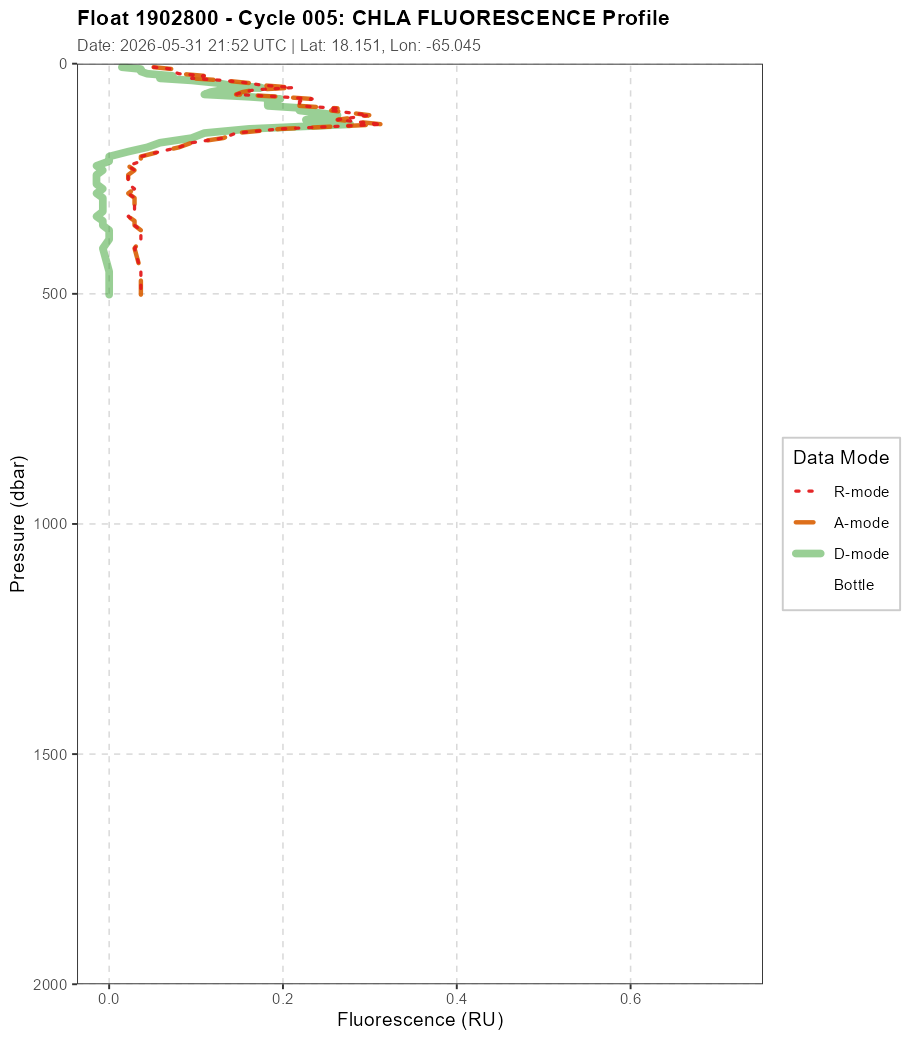 Float 1902800 - Cycle 005: CHLA FLUORESCENCE Profile
Date: 2026-05-31 21:52 UTC | Lat: 18.151, Lon: -65.045
0
500
1000
1500
2000
Pressure (dbar)
0.0 0.2 0.4 0.6
Fluorescence (RU)
Data Mode
R-mode
A-mode
D-mode
Bottle